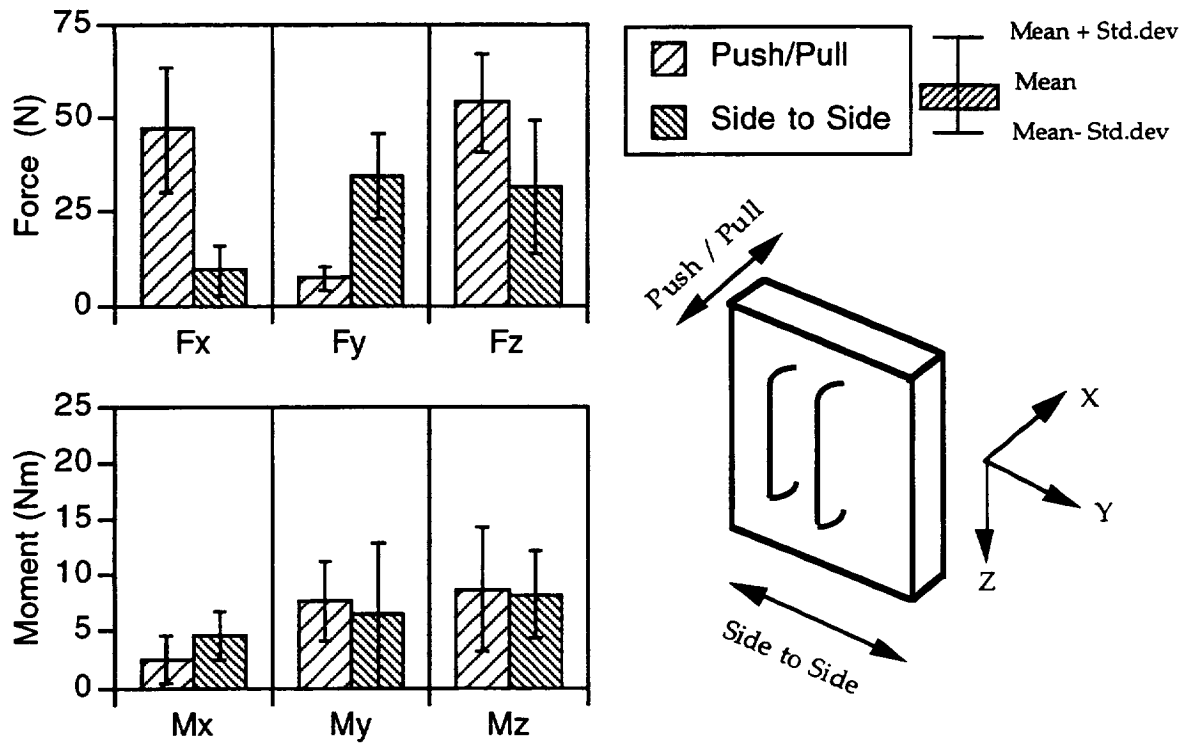 75
50
25
0
Force (N)
Fx Fy Fz
Push/Pull
Side to Side
Mean + Std.dev
Mean
Mean- Std.dev
25
20
15
10
5
0
Moment (Nm)
Mx My Mz
Push / Pull
X
Y
Z
Side to Side